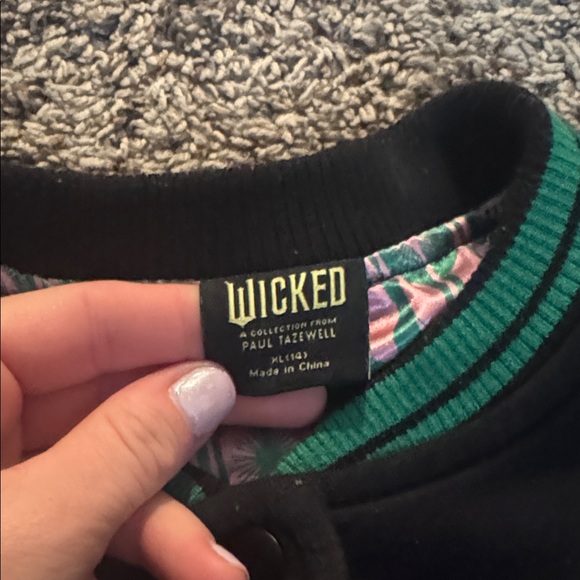 WICKED
A COLLECTION FROM
PAUL TAZEWELL
XL(14)
Made in China